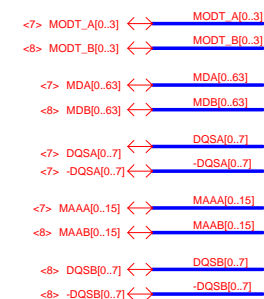 <7> MODT_A[0..3] MODT_A[0..3]
<8> MODT_B[0..3] MODT_B[0..3]
<7> MDA[0..63] MDA[0..63]
<8> MDB[0..63] MDB[0..63]
<7> DQSA[0..7] DQSA[0..7]
<7> -DQSA[0..7] -DQSA[0..7]
<7> MAAA[0..15] MAAA[0..15]
<8> MAAB[0..15] MAAB[0..15]
<8> DQSB[0..7] DQSB[0..7]
<8> -DQSB[0..7] -DQSB[0..7]